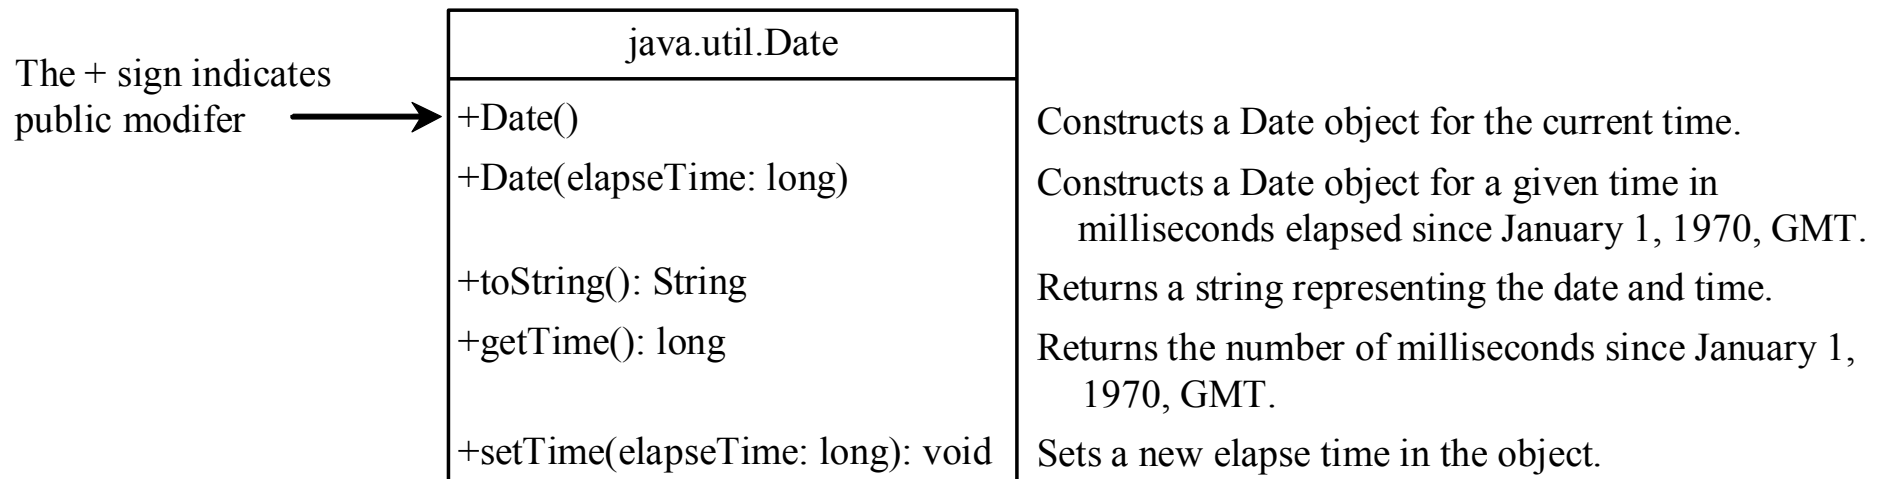 java.util.Date
The + sign indicates
public modifer
+Date()
Constructs a Date object for the current time.
+Date(elapseTime: long)
Constructs a Date object for a given time in
milliseconds elapsed since January 1, 1970, GMT.
+toString(): String
Returns a string representing the date and time.
+getTime(): long
Returns the number of milliseconds since January 1,
1970, GMT.
+setTime(elapseTime: long): void
Sets a new elapse time in the object.